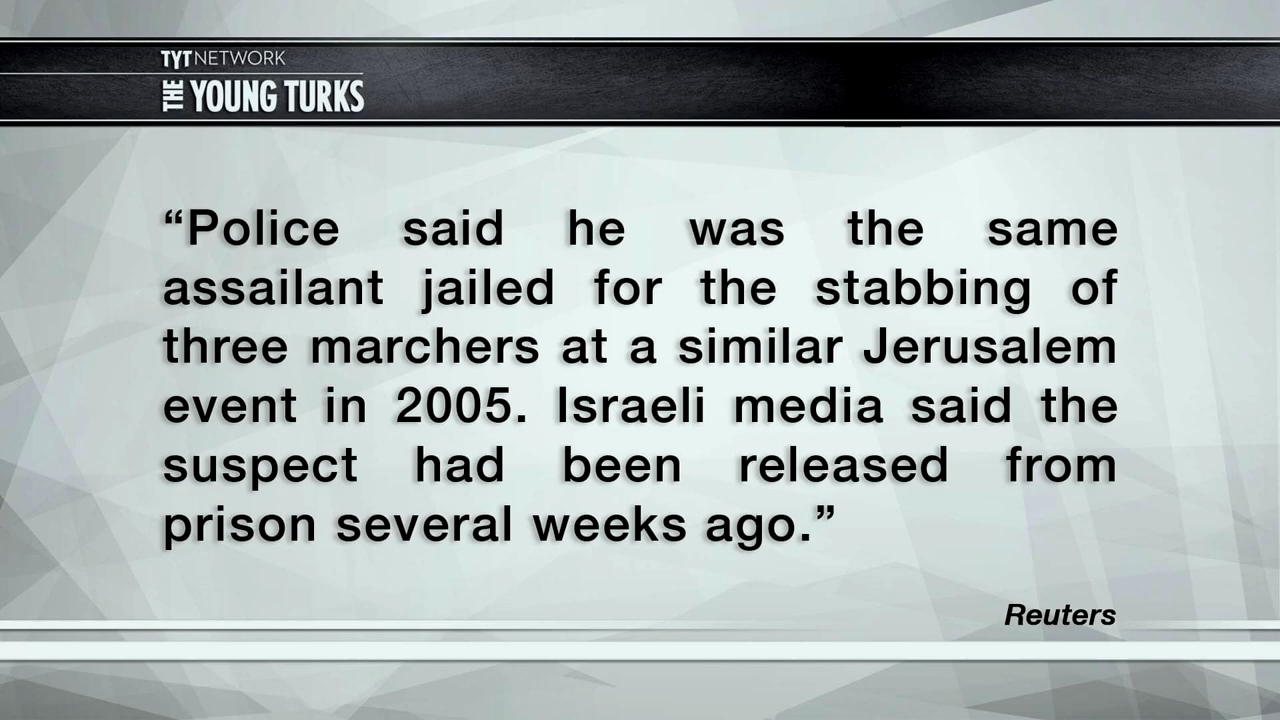 TYT NETWORK
THE YOUNG TURKS
“Police said he was the same
assailant jailed for the stabbing of
three marchers at a similar Jerusalem
event in 2005. Israeli media said the
suspect had been released from
prison several weeks ago.”
Reuters